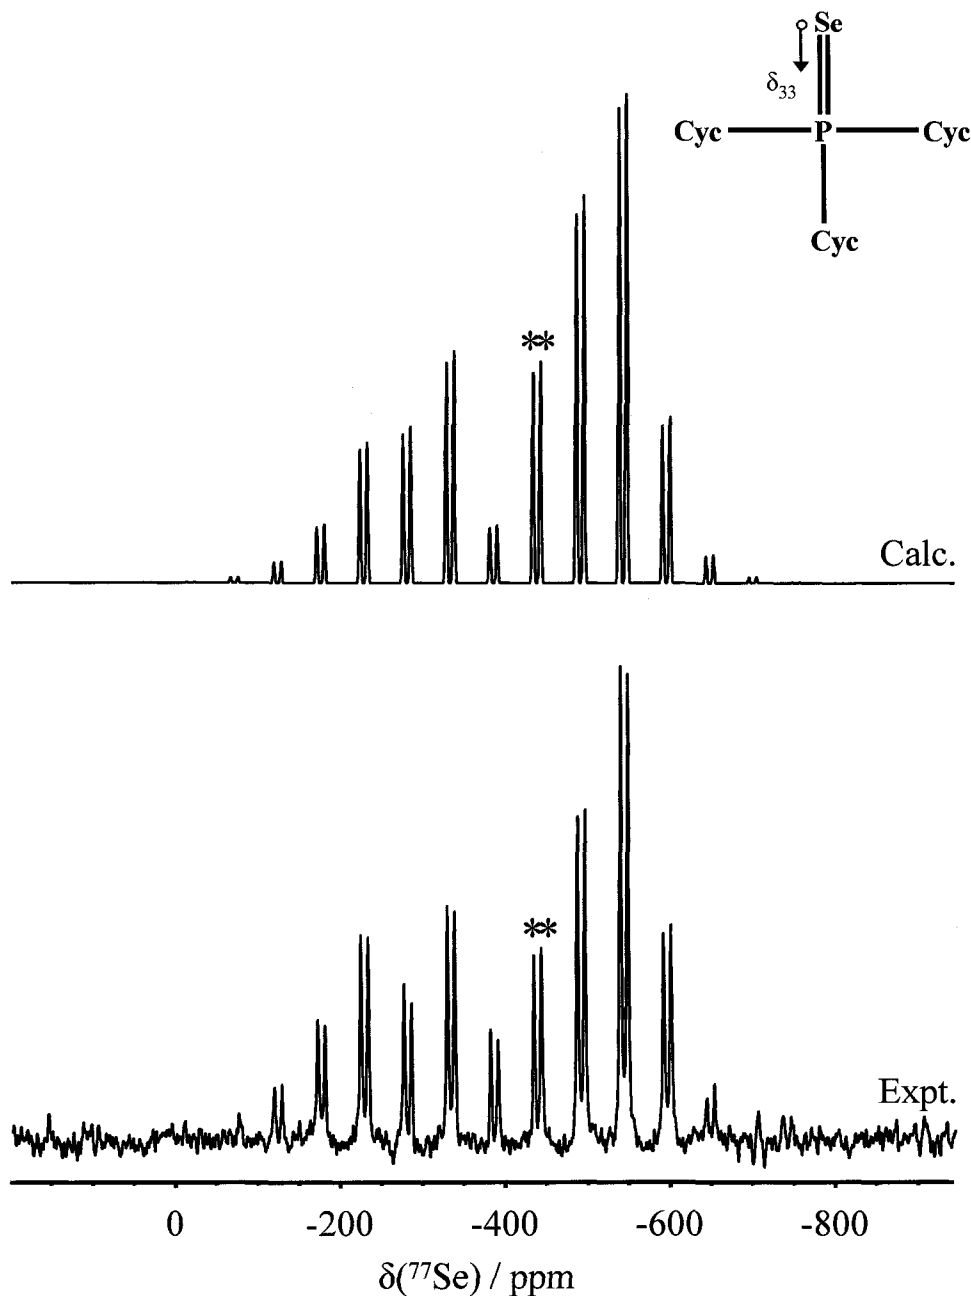 Se
δ33
Cyc P Cyc
Cyc
**
Calc.
**
Expt.
0 -200 -400 -600 -800
δ(⁷⁷Se) / ppm